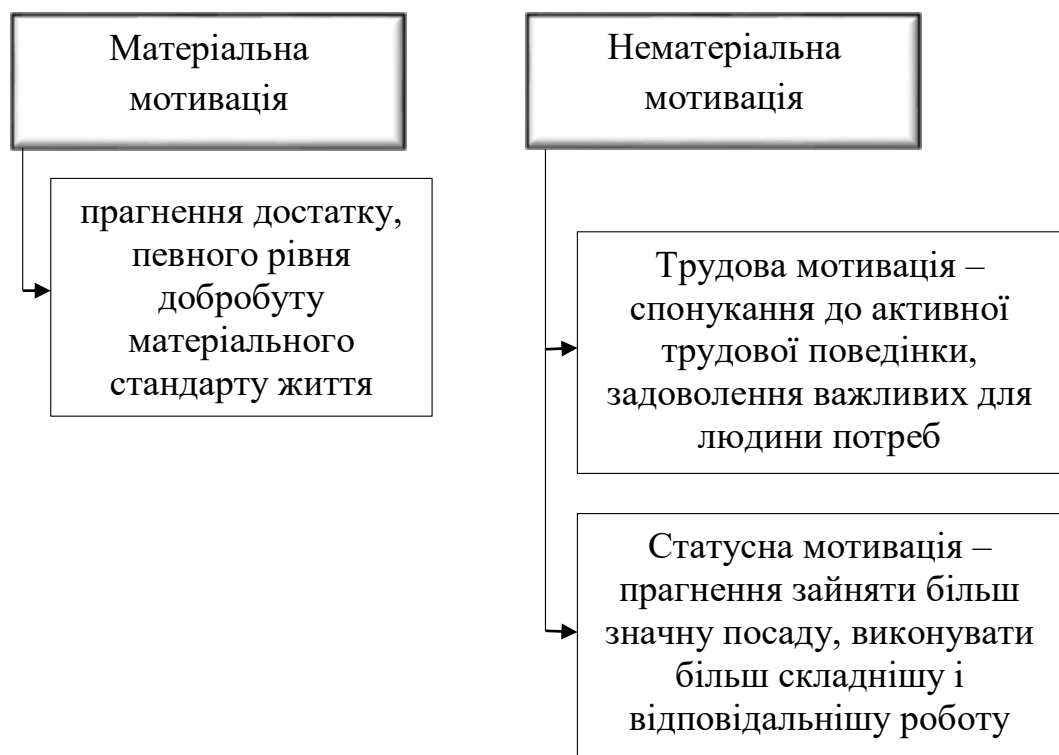 Матеріальна
мотивація
прагнення достатку,
певного рівня
добробуту
матеріального
стандарту життя
Нематеріальна
мотивація
Трудова мотивація –
спонукання до активної
трудової поведінки,
задоволення важливих для
людини потреб
Статусна мотивація –
прагнення зайняти більш
значну посаду, виконувати
більш складнішу і
відповідальнішу роботу